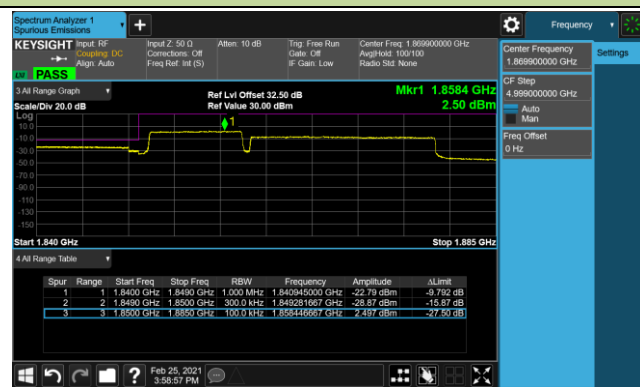 Spectrum Analyzer 1
Spurious Emissions
Frequency
KEYSIGHT
Input: RF
Coupling: DC
Align: Auto
Input Z: 50 Ω
Corrections: Off
Freq Ref: Int (S)
Atten: 10 dB
Trig: Free Run
Gate: Off
IF Gain: Low
Center Freq: 1.869900000 GHz
Avg|Hold: 100/100
Radio Std: None
PASS
Center Frequency
1.869900000 GHz
Settings
CF Step
4.999000000 GHz
Auto
Man
Freq Offset
0 Hz
3 All Range Graph
Ref Lvl Offset 32.50 dB
Mkr1 1.8584 GHz
Scale/Div 20.0 dB
Ref Value 30.00 dBm
2.50 dBm
Log
1
10.0
-10.0
-30.0
-50.0
-70.0
-90.0
-110
-130
-150
Start 1.840 GHz
Stop 1.885 GHz
4 All Range Table
Spur Range Start Freq Stop Freq RBW Frequency Amplitude ΔLimit
1 1 1.8400 GHz 1.8490 GHz 1.000 MHz 1.840945000 GHz -22.79 dBm -9.792 dB
2 2 1.8490 GHz 1.8500 GHz 300.0 kHz 1.849281667 GHz -28.87 dBm -15.87 dB
3 3 1.8500 GHz 1.8850 GHz 100.0 kHz 1.858446667 GHz 2.497 dBm -27.50 dB
?
Feb 25, 2021
3:58:57 PM